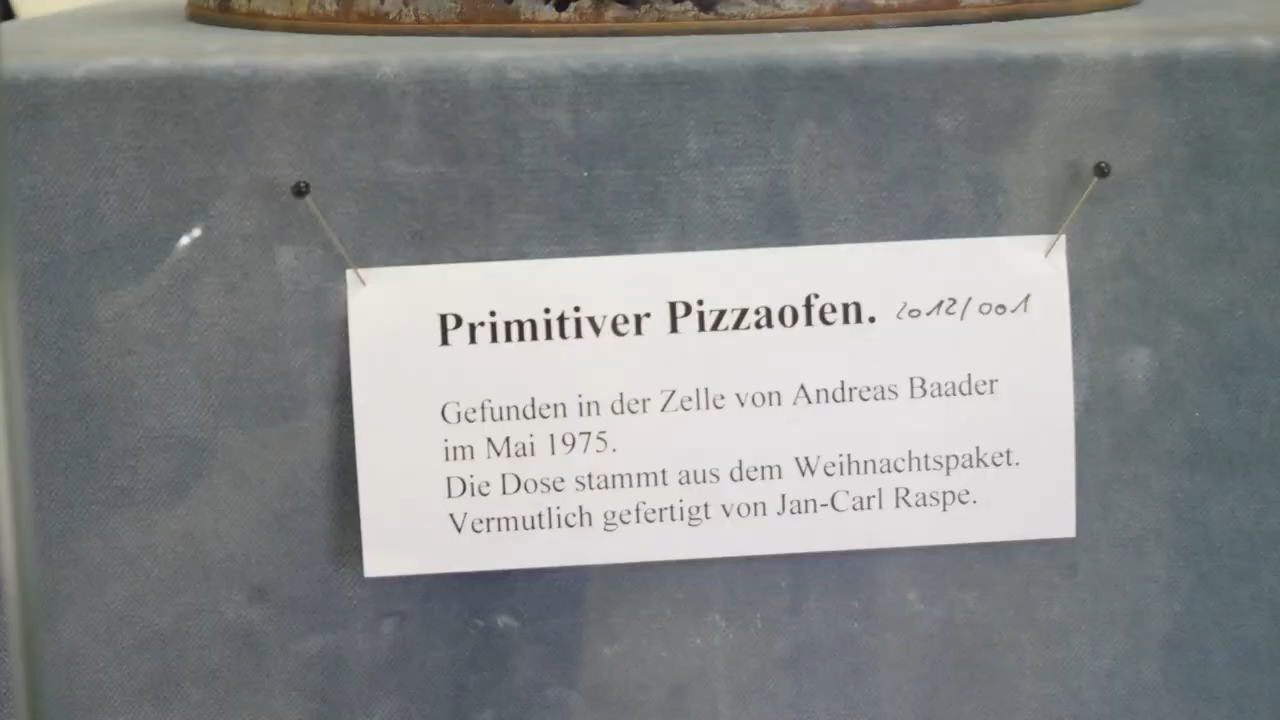 Primitiver Pizzaofen. 2012/001
Gefunden in der Zelle von Andreas Baader
im Mai 1975.
Die Dose stammt aus dem Weihnachtspaket.
Vermutlich gefertigt von Jan-Carl Raspe.